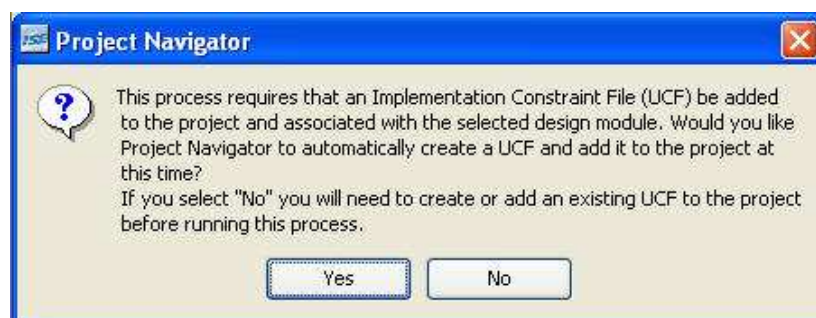 ISE Project Navigator
This process requires that an Implementation Constraint File (UCF) be added
to the project and associated with the selected design module. Would you like
Project Navigator to automatically create a UCF and add it to the project at
this time?
If you select "No" you will need to create or add an existing UCF to the project
before running this process.
Yes No